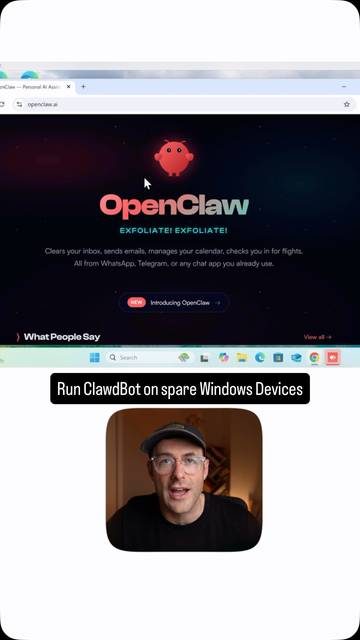 enClaw — Personal AI Assis
openclaw.ai
OpenClaw
EXFOLIATE! EXFOLIATE!
Clears your inbox, sends emails, manages your calendar, checks you in for flights.
All from WhatsApp, Telegram, or any chat app you already use.
NEW Introducing OpenClaw →
⟩ What People Say
View all →
Search
Run ClawdBot on spare Windows Devices